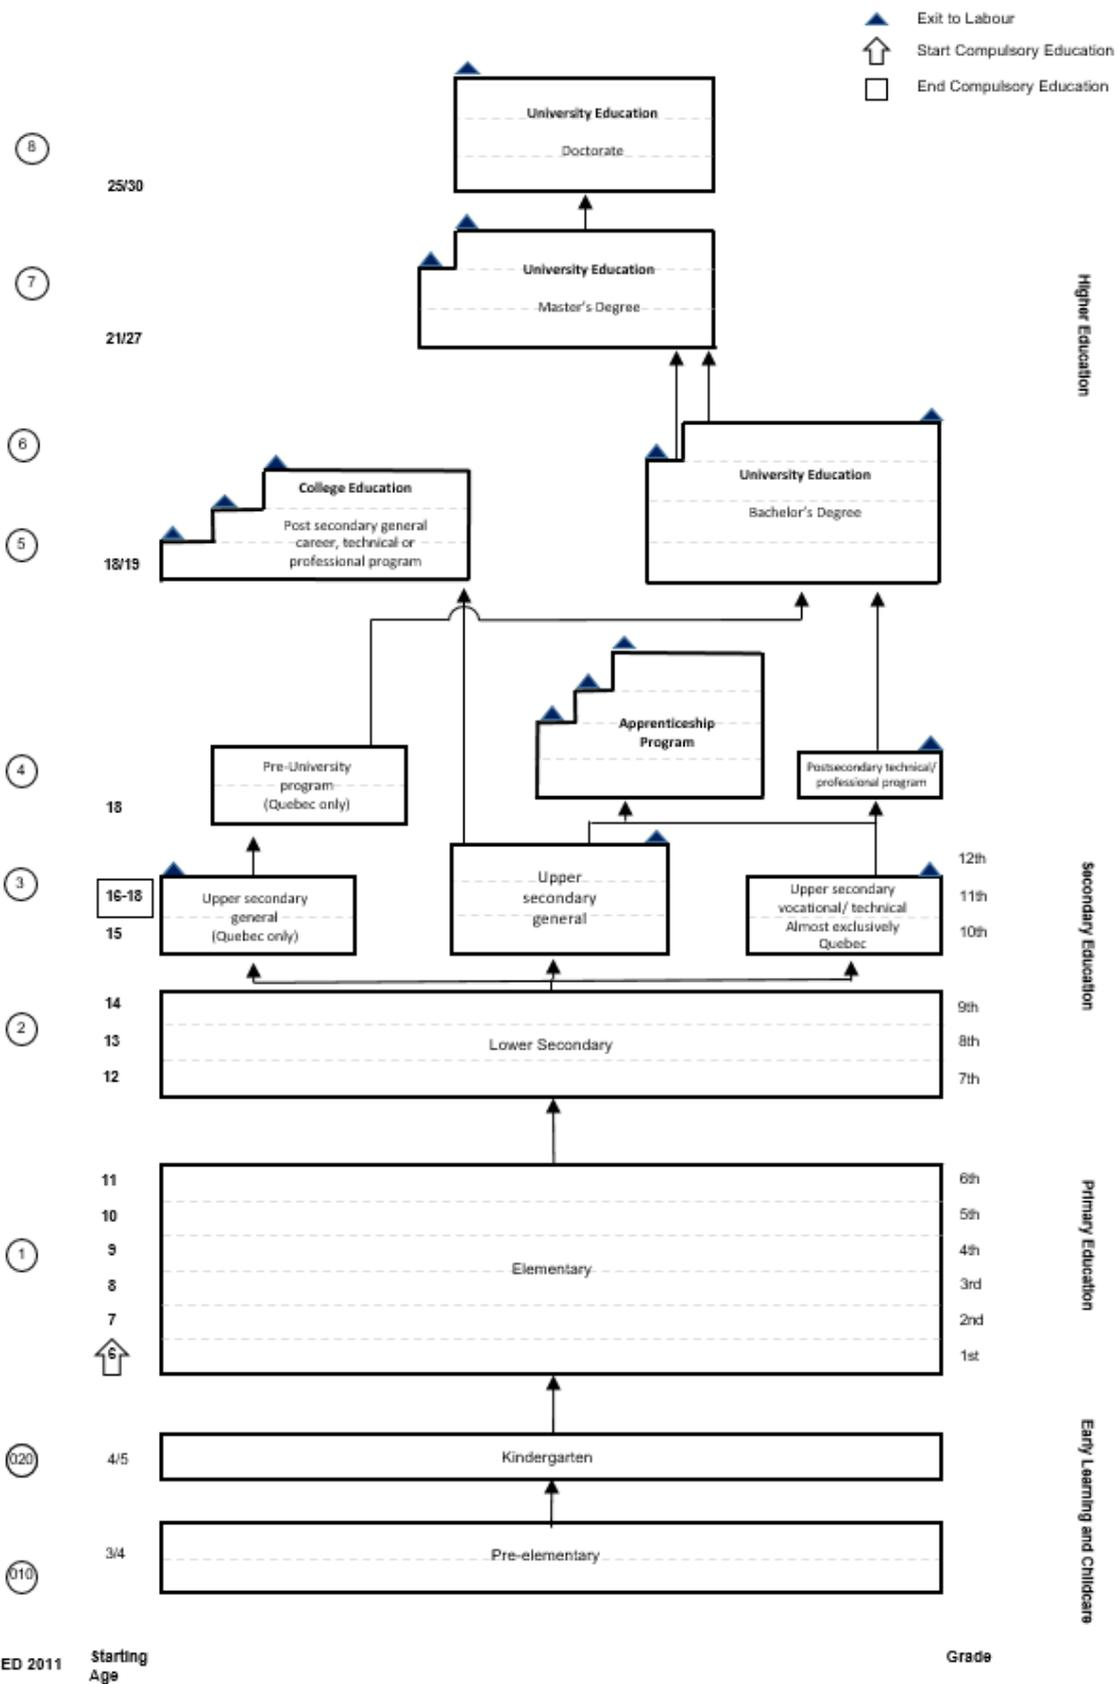 Exit to Labour
Start Compulsory Education
End Compulsory Education
University Education
Doctorate
8
25/30
University Education
Master's Degree
7
21/27
Higher Education
6
University Education
Bachelor's Degree
College Education
Post secondary general
career, technical or
professional program
5
18/19
Apprenticeship
Program
4
Pre-University
program
(Quebec only)
Postsecondary technical/
professional program
18
3
16-18
15
Upper secondary
general
(Quebec only)
Upper
secondary
general
Upper secondary
vocational/ technical
Almost exclusively
Quebec
12th
11th
10th
Secondary Education
2
14
13
12
Lower Secondary
9th
8th
7th
1
11
10
9
8
7
6
Elementary
6th
5th
4th
3rd
2nd
1st
Primary Education
020
4/5
Kindergarten
010
3/4
Pre-elementary
Early Learning and Childcare
ED 2011
Starting
Age
Grade